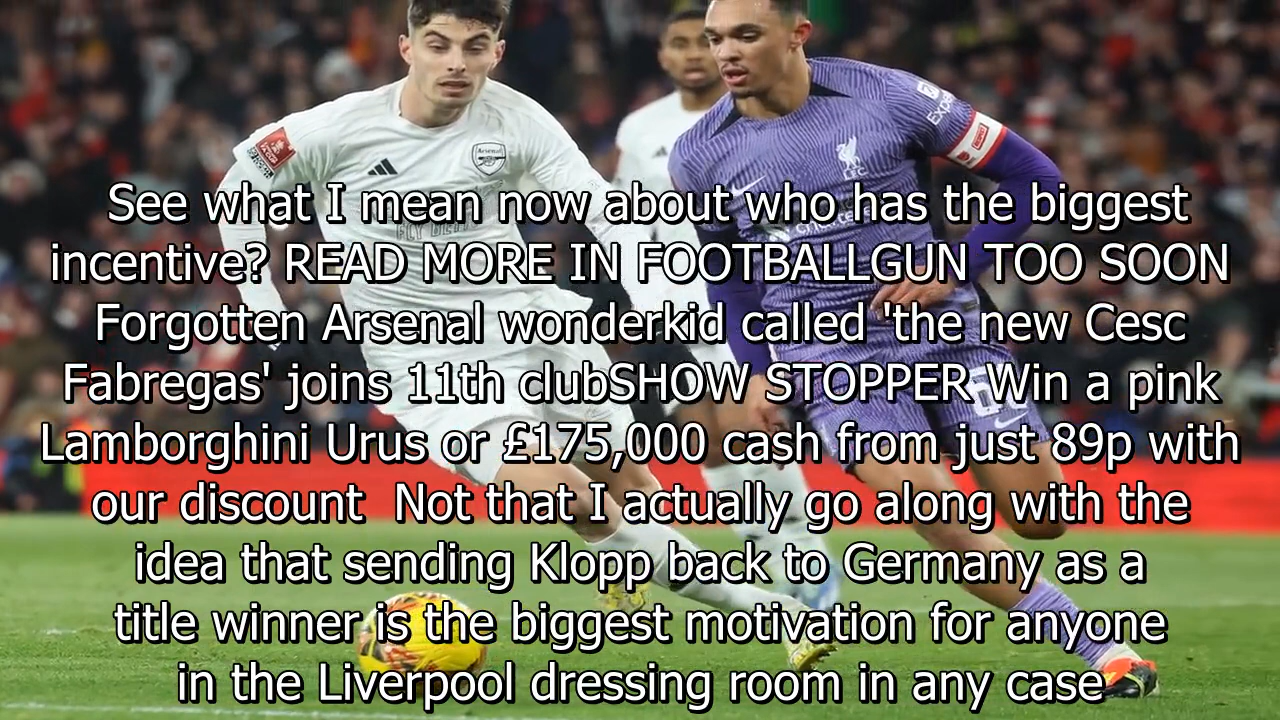 Arsenal
LFC
See what I mean now about who has the biggest
incentive? READ MORE IN FOOTBALLGUN TOO SOON
Forgotten Arsenal wonderkid called 'the new Cesc
Fabregas' joins 11th clubSHOW STOPPER Win a pink
Lamborghini Urus or £175,000 cash from just 89p with
our discount  Not that I actually go along with the
idea that sending Klopp back to Germany as a
title winner is the biggest motivation for anyone
in the Liverpool dressing room in any case